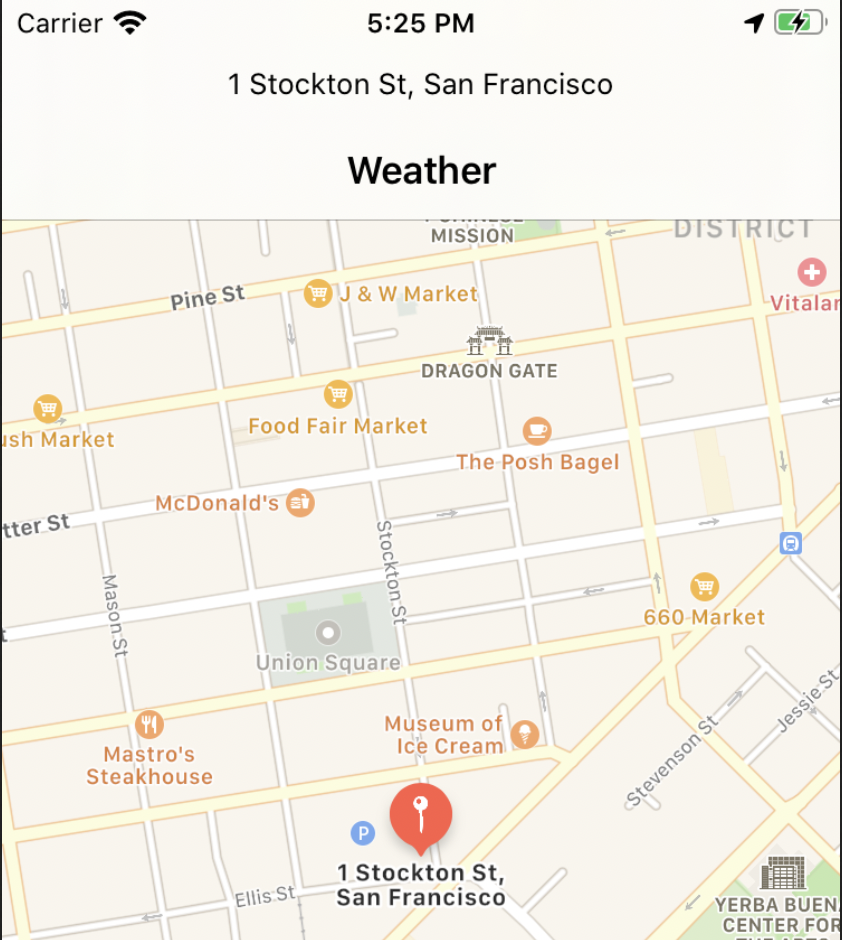 Carrier 5:25 PM
1 Stockton St, San Francisco
Weather
MISSION
DISTRICT
Pine St
J & W Market
Vitalar
DRAGON GATE
ush Market
Food Fair Market
The Posh Bagel
McDonald's
tter St
Stockton St
Mason St
660 Market
Union Square
Museum of
Ice Cream
Mastro's
Steakhouse
Jessie St
Stevenson St
P
1 Stockton St,
San Francisco
Ellis St
YERBA BUEN
CENTER FOR